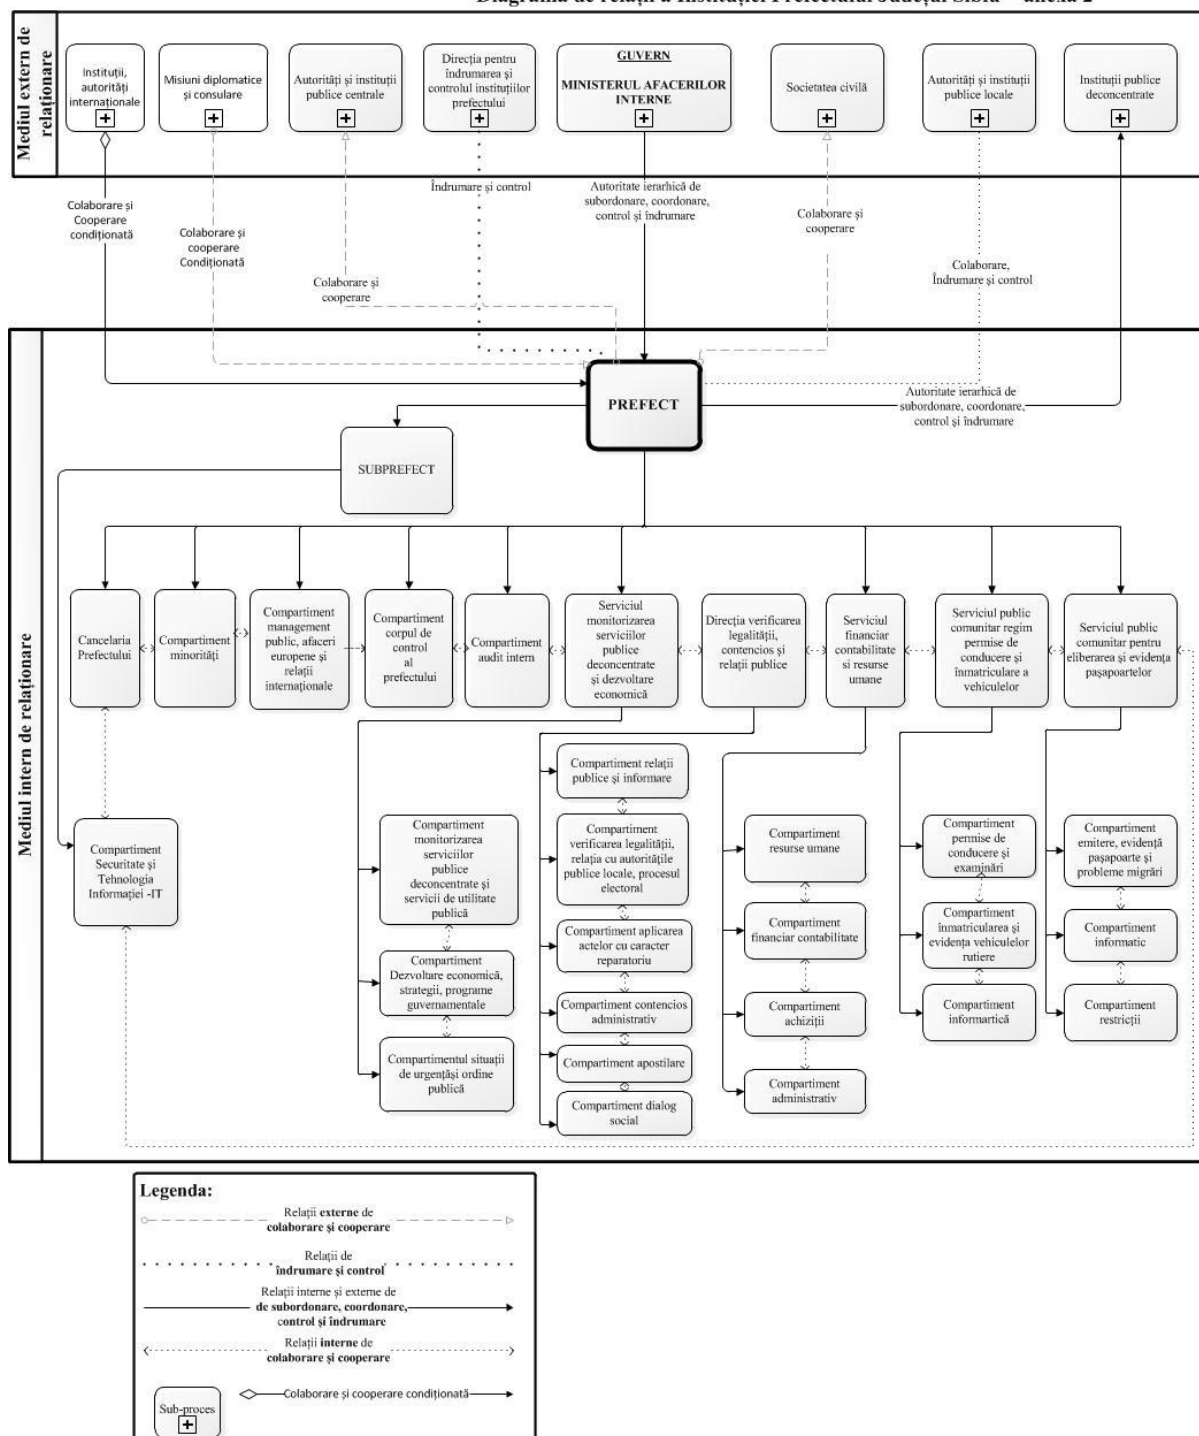 Diagrama de relații a Instituției Prefectului Județul Sibiu – anexa 2
Mediul extern de
relaționare
Instituții,
autorități
internaționale
Misiuni diplomatice
și consulare
Autorități și instituții
publice centrale
Direcția pentru
îndrumarea și
controlul instituțiilor
prefectului
GUVERN
MINISTERUL AFACERILOR
INTERNE
Societatea civilă
Autorități și instituții
publice locale
Instituții publice
deconcentrate
Colaborare și
Cooperare
condiționată
Colaborare și
cooperare
Condiționată
Colaborare și
cooperare
Îndrumare și control
Autoritate ierarhică de
subordonare, coordonare,
control și îndrumare
Colaborare și
cooperare
Colaborare,
Îndrumare și control
Autoritate ierarhică de
subordonare, coordonare,
control și îndrumare
Mediul intern de relaționare
PREFECT
SUBPREFECT
Cancelaria
Prefectului
Compartiment
minorități
Compartiment
management
public, afaceri
europene și
relații
internaționale
Compartiment
corpul de
control
al
prefectului
Compartiment
audit intern
Serviciul
monitorizarea
serviciilor
publice
deconcentrate
și dezvoltare
economică
Direcția verificarea
legalității,
contencios și
relații publice
Serviciul
financiar
contabilitate
si resurse
umane
Serviciul public
comunitar regim
permise de
conducere și
înmatriculare a
vehiculelor
Serviciul public
comunitar pentru
eliberarea și evidența
pașapoartelor
Compartiment
Securitate și
Tehnologia
Informației -IT
Compartiment
monitorizarea
serviciilor
publice
deconcentrate și
servicii de utilitate
publică
Compartiment
Dezvoltare economică,
strategii, programe
guvernamentale
Compartimentul situații
de urgențăși ordine
publică
Compartiment relații
publice și informare
Compartiment
verificarea legalității,
relația cu autoritățile
publice locale, procesul
electoral
Compartiment aplicarea
actelor cu caracter
reparatoriu
Compartiment contencios
administrativ
Compartiment apostilare
Compartiment dialog
social
Compartiment
resurse umane
Compartiment
financiar contabilitate
Compartiment
achiziții
Compartiment
administrativ
Compartiment
permise de
conducere și
examinări
Compartiment
înmatricularea și
evidența vehiculelor
rutiere
Compartiment
informartică
Compartiment
emitere, evidență
pașapoarte și
probleme migrări
Compartiment
informatic
Compartiment
restricții
Legenda:
Relații externe de
colaborare și cooperare
Relații de
îndrumare și control
Relații interne și externe de
de subordonare, coordonare,
control și îndrumare
Relații interne de
colaborare și cooperare
Colaborare și cooperare condiționată
Sub-proces